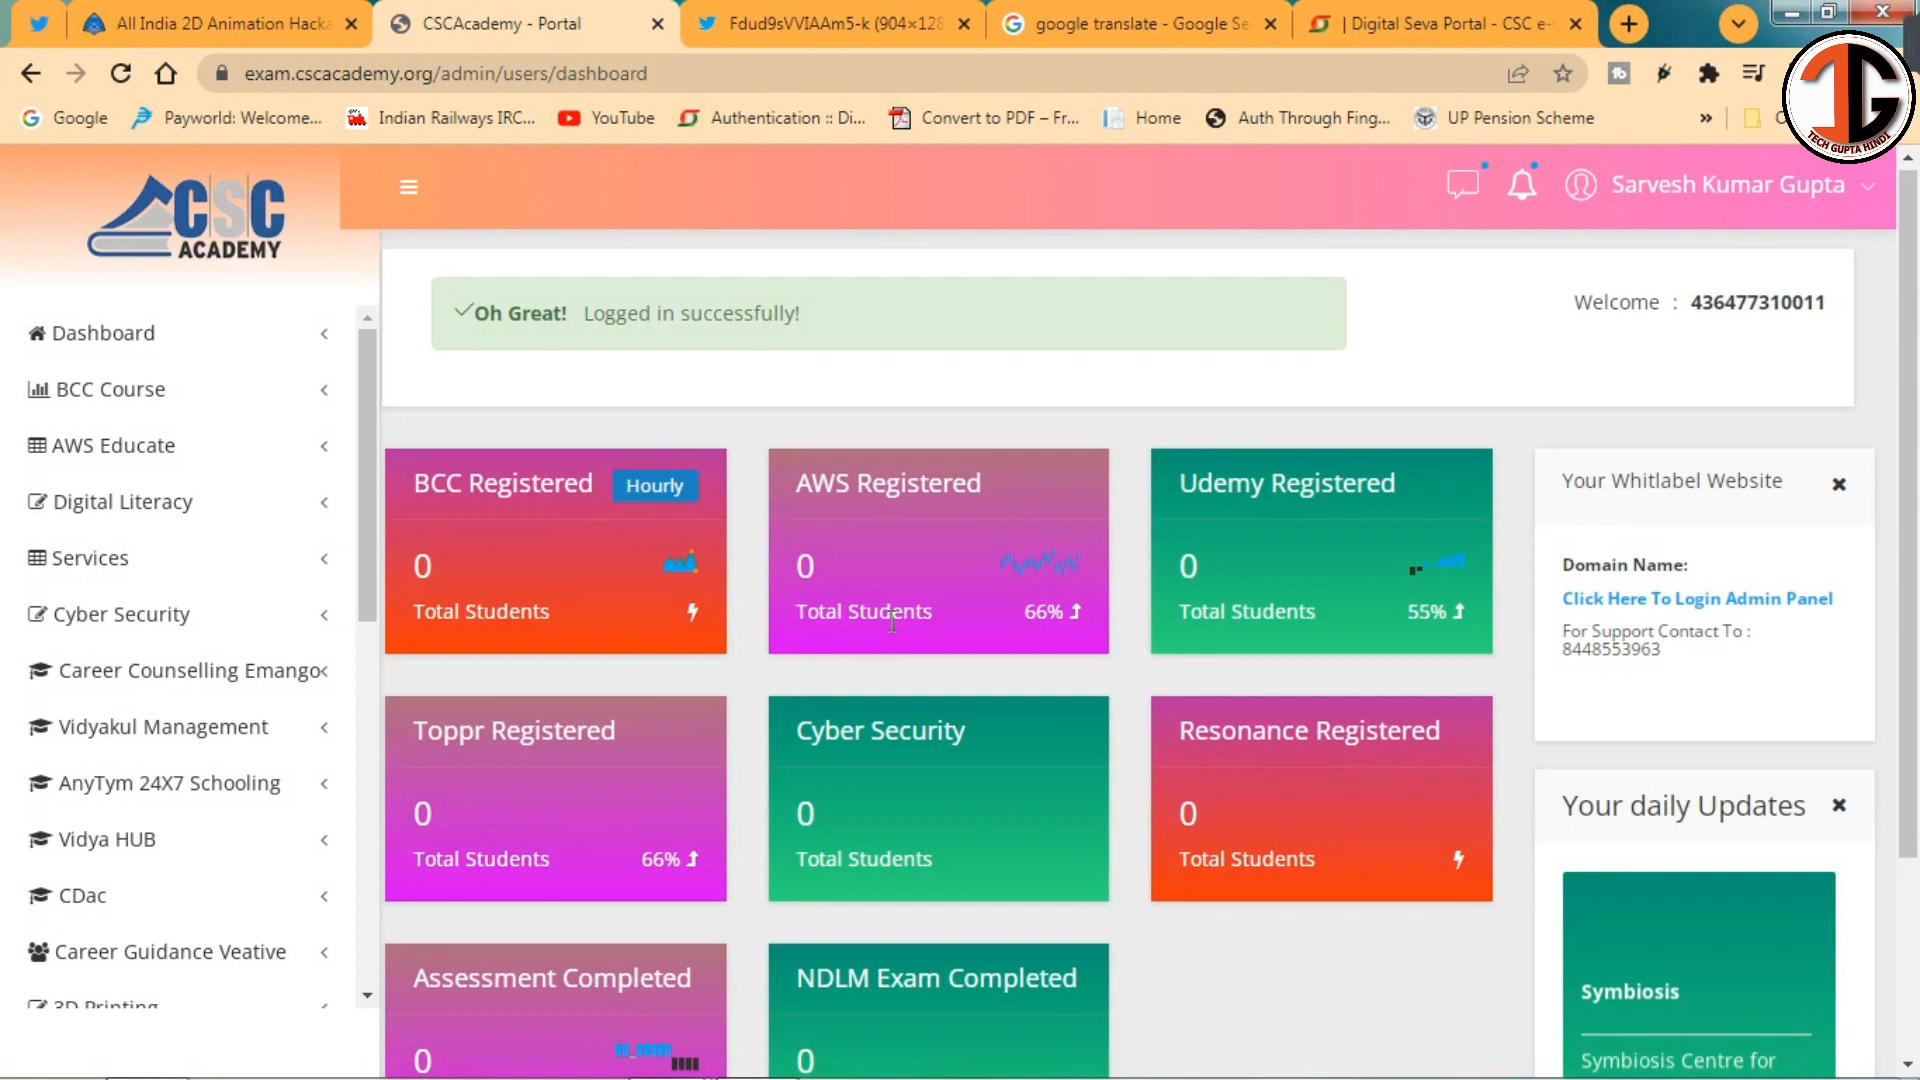 All India 2D Animation Hacka
CSCAcademy - Portal
Fdud9sVVIAAm5-k (904×128
google translate - Google Se
| Digital Seva Portal - CSC e-
exam.cscacademy.org/admin/users/dashboard
Google
Payworld: Welcome...
Indian Railways IRC...
YouTube
Authentication :: Di...
Convert to PDF – Fr...
Home
Auth Through Fing...
UP Pension Scheme
»
TG
TECH GUPTA HINDI
CSC
ACADEMY
Sarvesh Kumar Gupta
Oh Great! Logged in successfully!
Welcome : 436477310011
Dashboard
BCC Course
AWS Educate
Digital Literacy
Services
Cyber Security
Career Counselling Emango
Vidyakul Management
AnyTym 24X7 Schooling
Vidya HUB
CDac
Career Guidance Veative
3D Printing
BCC Registered Hourly
0
Total Students
AWS Registered
0
Total Students 66%
Udemy Registered
0
Total Students 55%
Toppr Registered
0
Total Students 66%
Cyber Security
0
Total Students
Resonance Registered
0
Total Students
Assessment Completed
0
NDLM Exam Completed
0
Your Whitlabel Website
Domain Name:
Click Here To Login Admin Panel
For Support Contact To :
8448553963
Your daily Updates
Symbiosis
Symbiosis Centre for